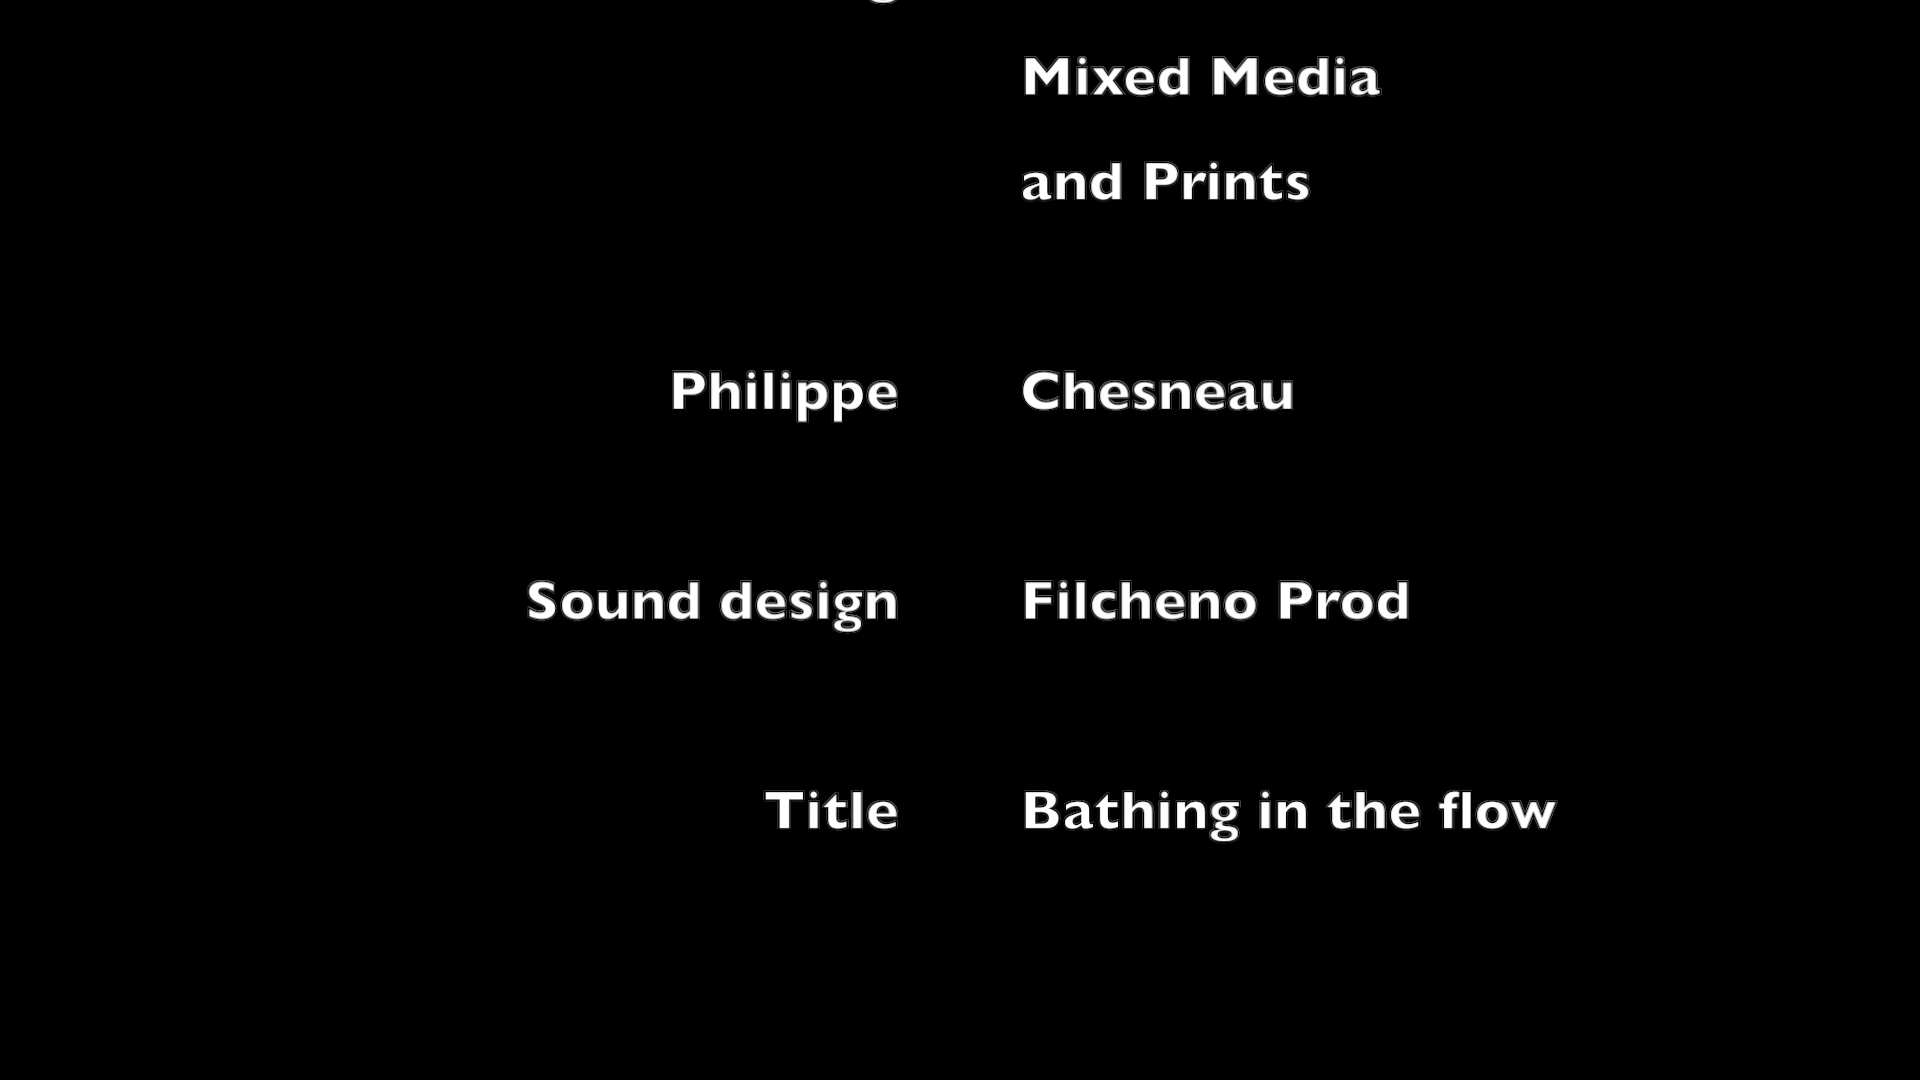 Mixed Media
and Prints
Philippe Chesneau
Sound design Filcheno Prod
Title Bathing in the flow